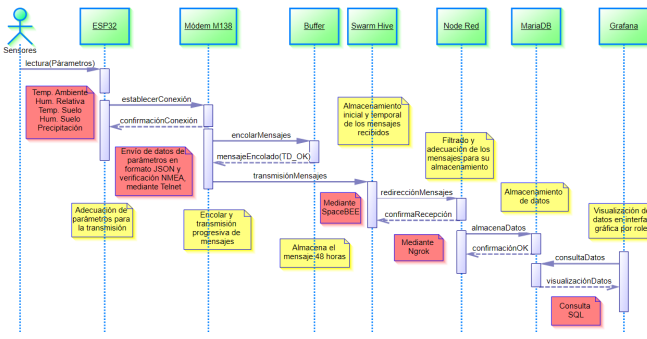 ESP32
Módem M138
Buffer
Swarm Hive
Node Red
MariaDB
Grafana
Sensores
lectura(Párametros)
Temp. Ambiente
Hum. Relativa
Temp. Suelo
Hum. Suelo
Precipitación
establecerConexión
confirmaciónConexión
Almacenamiento
inicial y temporal
de los mensajes
recibidos
encolarMensajes
mensajeEncolado(TD_OK)
Envío de datos del
parámetros en
formato JSON y
verificación NMEA,
mediante Telnet
transmisiónMensajes
Filtrado y
adecuación de los
mensajes para su
almacenamiento
Mediante
SpaceBEE
redirecciónMensajes
confirmaRecepción
Almacenamiento
de datos
Adecuación de
parámetros para
la transmisión
Encolar y
transmisión
progresiva de
mensajes
Almacena el
mensaje 48 horas
Visualización de
datos en interfa
gráfica por role
Mediante
Ngrok
almacenaDatos
confirmaciónOK
consultaDatos
visualizaciónDatos
Consulta
SQL